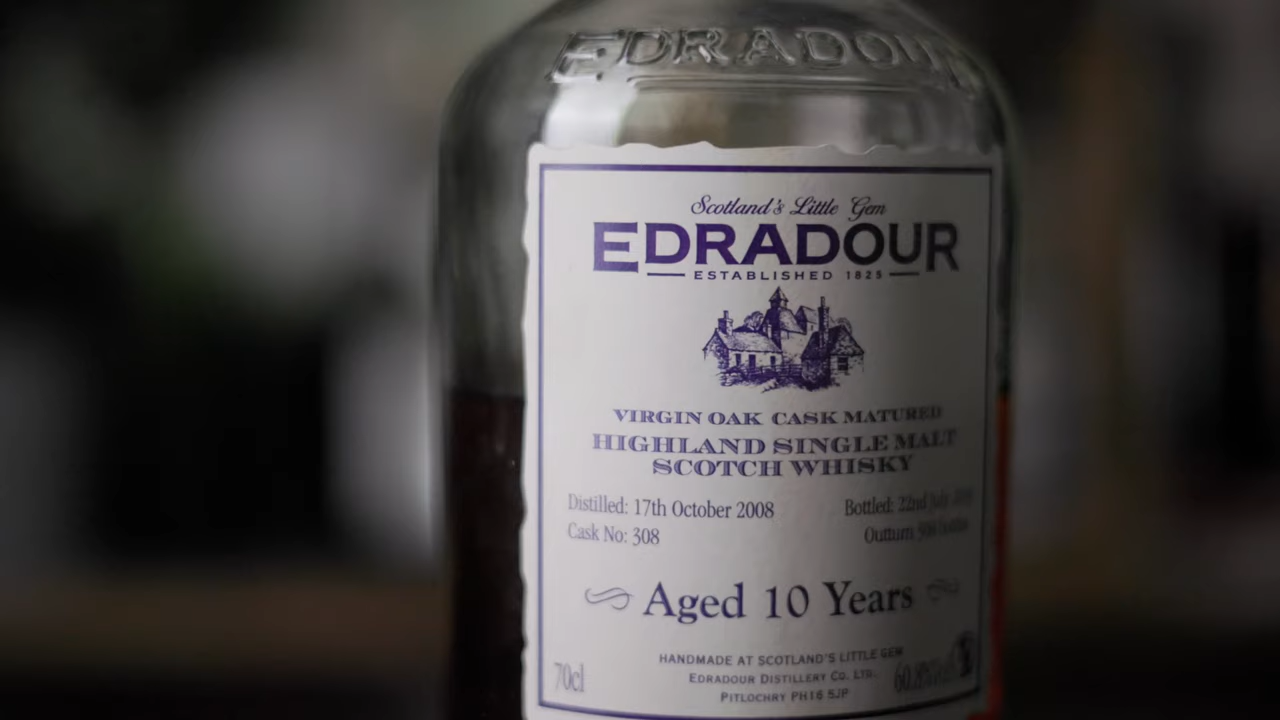 EDRADOUR
Scotland's Little Gem
EDRADOUR
ESTABLISHED 1825
VIRGIN OAK CASK MATURED
HIGHLAND SINGLE MALT
SCOTCH WHISKY
Distilled: 17th October 2008
Bottled: 22nd July
Cask No: 308
Outturn
Aged 10 Years
HANDMADE AT SCOTLAND'S LITTLE GEM
EDRADOUR DISTILLERY CO. LTD.
PITLOCHRY PH16 5JP
70cl